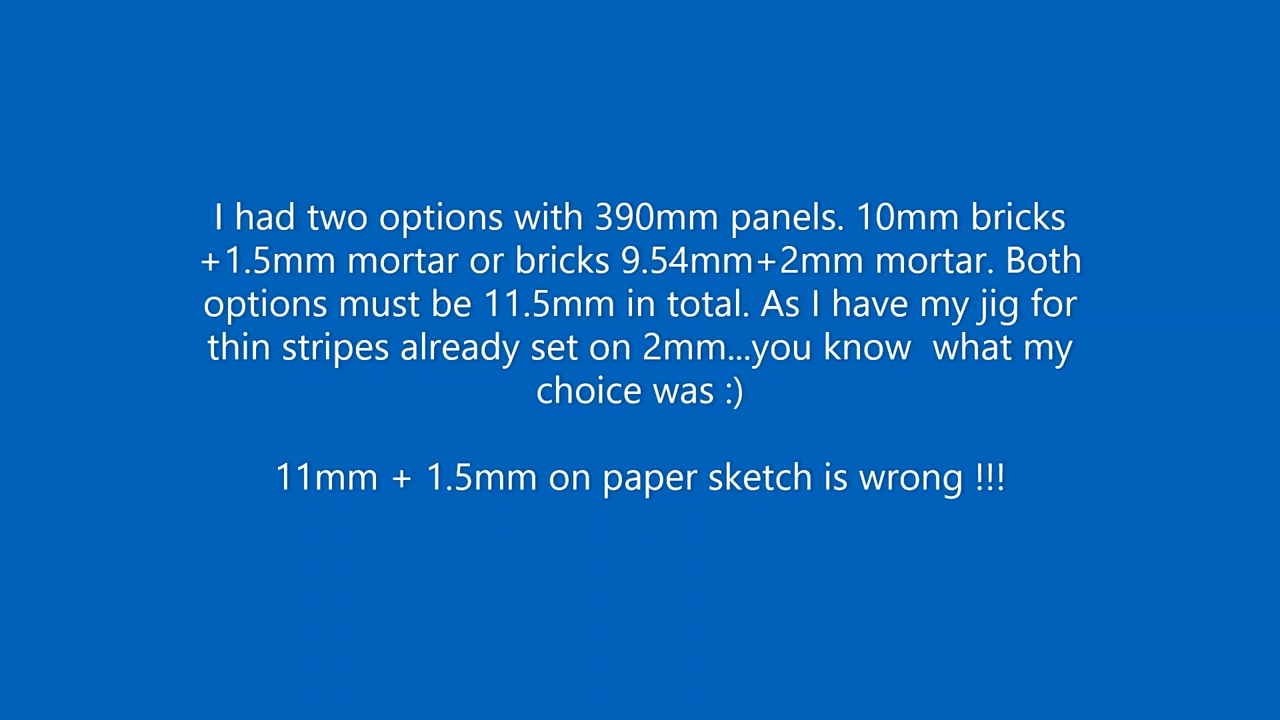 I had two options with 390mm panels. 10mm bricks
+1.5mm mortar or bricks 9.54mm+2mm mortar. Both
options must be 11.5mm in total. As I have my jig for
thin stripes already set on 2mm...you know  what my
choice was :)
11mm + 1.5mm on paper sketch is wrong !!!